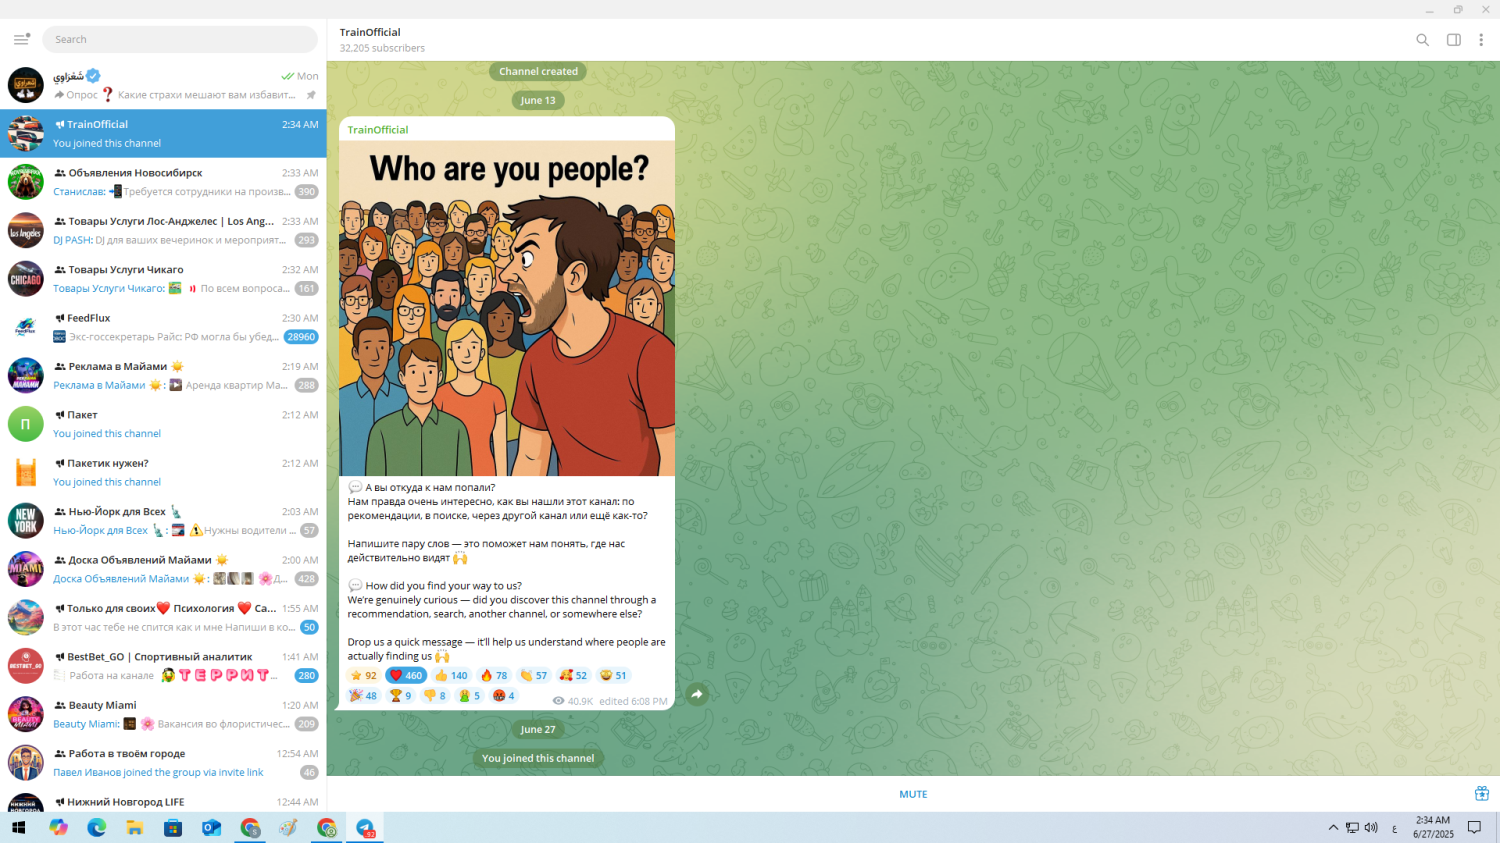 Search
شعراوي
Mon
Опрос ❓ Какие страхи мешают вам избавит...
TrainOfficial
2:34 AM
You joined this channel
Объявления Новосибирск
2:33 AM
Станислав: 📲Требуется сотрудники на произв...
390
Товары Услуги Лос-Анджелес | Los Ang...
2:33 AM
DJ PASH: DJ для ваших вечеринок и мероприят...
293
Товары Услуги Чикаго
2:32 AM
Товары Услуги Чикаго: По всем вопроса...
161
FeedFlux
2:30 AM
Экс-госсекретарь Райс: РФ могла бы убед...
28960
Реклама в Майами ☀️
2:19 AM
Реклама в Майами ☀️: Аренда квартир Ма...
288
П
Пакет
2:12 AM
You joined this channel
Пакетик нужен?
2:12 AM
You joined this channel
NEW YORK
Нью-Йорк для Всех 🗽
2:03 AM
Нью-Йорк для Всех 🗽: ⚠️Нужны водители ...
57
MIAMI
Доска Объявлений Майами ☀️
2:00 AM
Доска Объявлений Майами ☀️: 🌸Д...
428
Только для своих❤️ Психология ❤️ Са...
1:55 AM
В этот час тебе не спится как и мне Напиши в ко...
50
BestBet_GO | Спортивный аналитик
1:41 AM
Работа на канале ТЕРРИТ...
280
Beauty Miami
1:20 AM
Beauty Miami: 🌸 Вакансия во флористичес...
209
Работа в твоём городе
12:54 AM
Павел Иванов joined the group via invite link
46
Нижний Новгород LIFE
12:44 AM
TrainOfficial
32,205 subscribers
Channel created
June 13
TrainOfficial
Who are you people?
💬 А вы откуда к нам попали?
Нам правда очень интересно, как вы нашли этот канал: по
рекомендации, в поиске, через другой канал или ещё как-то?
Напишите пару слов — это поможет нам понять, где нас
действительно видят 🙌
💬 How did you find your way to us?
We're genuinely curious — did you discover this channel through a
recommendation, search, another channel, or somewhere else?
Drop us a quick message — it'll help us understand where people are
actually finding us 🙌
92 460 140 78 57 52 51
48 9 8 5 4
40.9K edited 6:08 PM
June 27
You joined this channel
MUTE
ع
2:34 AM
6/27/2025